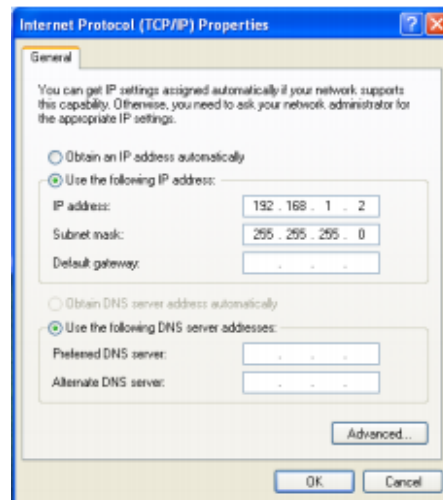 Internet Protocol (TCP/IP) Properties
General
You can get IP settings assigned automatically if your network supports
this capability. Otherwise, you need to ask your network administrator for
the appropriate IP settings.
Obtain an IP address automatically
Use the following IP address:
IP address: 192 . 168 . 1 . 2
Subnet mask: 255 . 255 . 255 . 0
Default gateway: . . .
Obtain DNS server address automatically
Use the following DNS server addresses:
Preferred DNS server: . . .
Alternate DNS server: . . .
Advanced...
OK Cancel